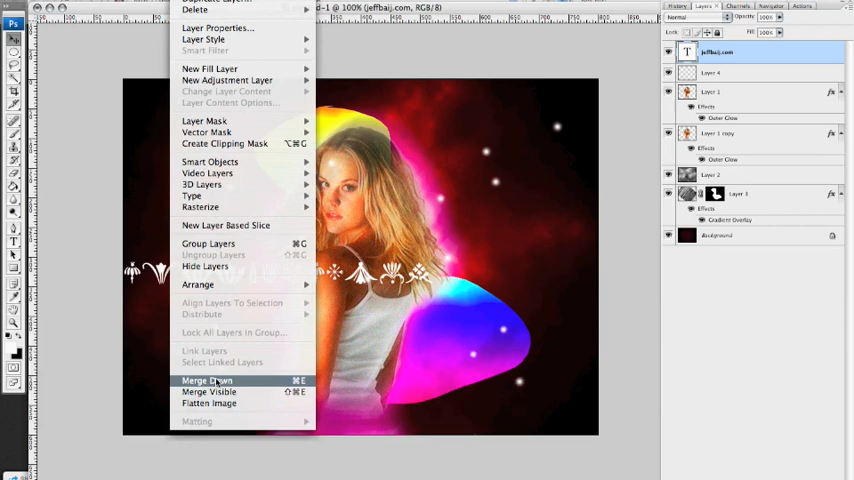 Delete
Layer Properties...
Layer Style
Smart Filter
New Fill Layer
New Adjustment Layer
Change Layer Content
Layer Content Options...
Layer Mask
Vector Mask
Create Clipping Mask ⌥⌘G
Smart Objects
Video Layers
3D Layers
Type
Rasterize
New Layer Based Slice
Group Layers ⌘G
Ungroup Layers ⇧⌘G
Hide Layers
Arrange
Align Layers To Selection
Distribute
Lock All Layers in Group...
Link Layers
Select Linked Layers
Merge Down ⌘E
Merge Visible ⇧⌘E
Flatten Image
Matting
-1 @ 100% (jeffbaij.com, RGB/8)
Ps
History Layers × Channels Navigator Actions
Normal Opacity: 100%
Lock: Fill: 100%
T jeffbaij.com
Layer 4
Layer 1 fx
Effects
Outer Glow
Layer 1 copy fx
Effects
Outer Glow
Layer 2
Layer 3 fx
Effects
Gradient Overlay
Background